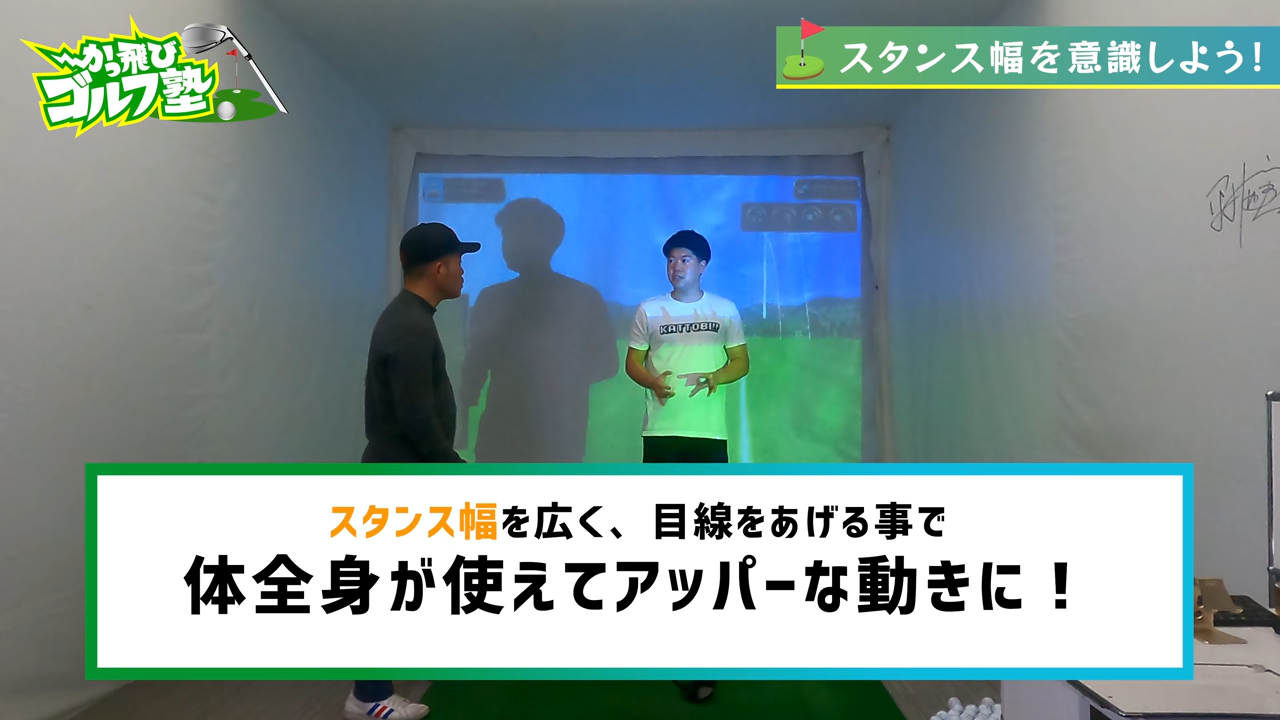 かっ飛び
ゴルフ塾
スタンス幅を意識しよう!
KATTOBI!!!
スタンス幅を広く、目線をあげる事で
体全身が使えてアッパーな動きに!